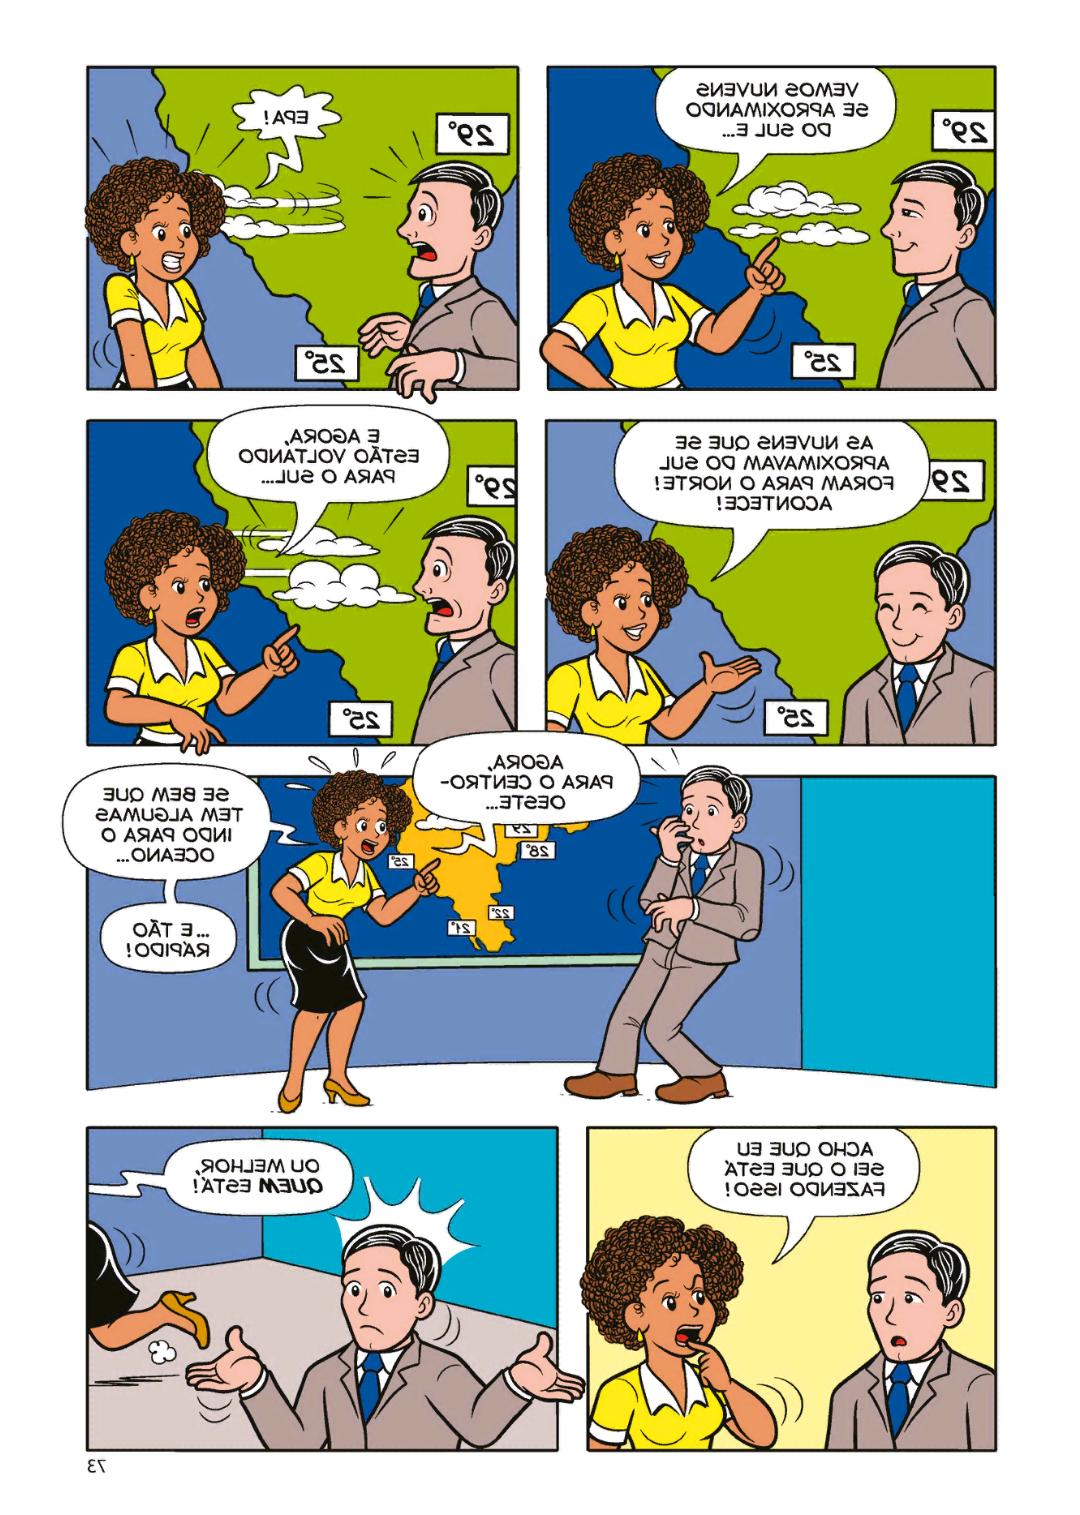 VEMOS NUVENS
SE APROXIMANDO
DO SUL E...
29°
25°
EPA!
29°
25°
AS NUVENS QUE SE
APROXIMAVAM DO SUL
FORAM PARA O NORTE!
ACONTECE!
29°
25°
E AGORA,
ESTÃO VOLTANDO
PARA O SUL...
29°
25°
AGORA,
PARA O CENTRO-
OESTE...
SE BEM QUE
TEM ALGUMAS
INDO PARA O
OCEANO...
...E TÃO
RÁPIDO!
29°
28°
25°
22°
21°
ACHO QUE EU
SEI O QUE ESTÁ
FAZENDO ISSO!
OU MELHOR,
QUEM ESTÁ!
73